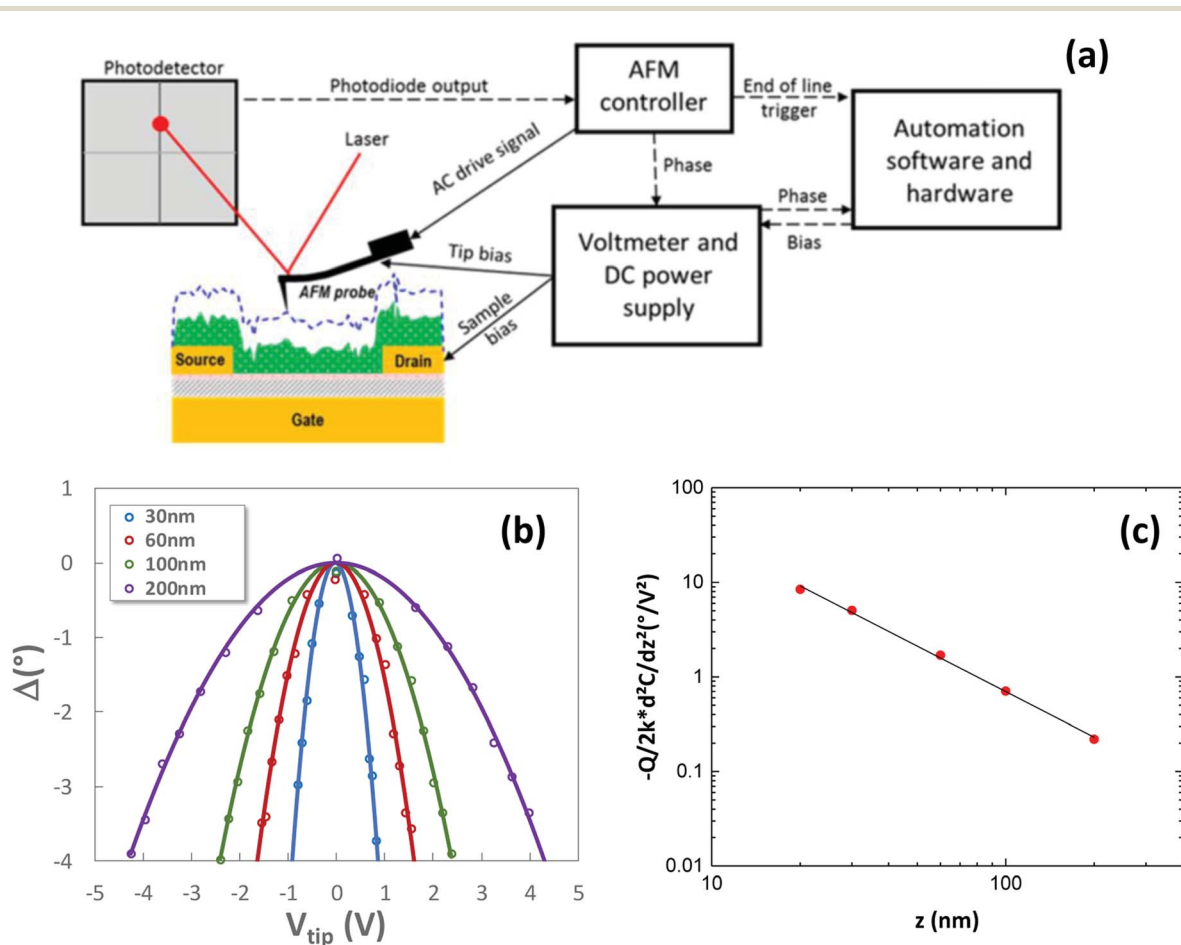 (a)
Photodetector
Photodiode output
AFM
controller
End of line
trigger
Automation
software and
hardware
Laser
AC drive signal
Phase
Phase
Bias
Voltmeter and
DC power
supply
Tip bias
AFM probe
Sample
bias
Source
Drain
Gate
(b)
1
0
-1
-2
-3
-4
30nm
60nm
100nm
200nm
Δ(°)
-5 -4 -3 -2 -1 0 1 2 3 4 5
Vtip (V)
(c)
100
10
1
0.1
0.01
-Q/2k*d²C/dz²(°/V²)
10 100
z (nm)